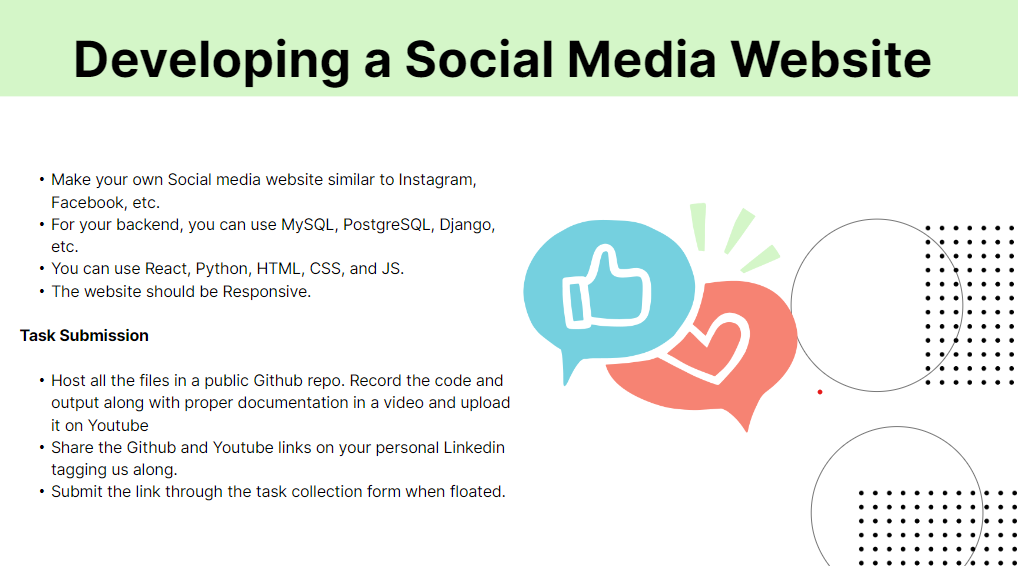 Developing a Social Media Website
• Make your own Social media website similar to Instagram,
Facebook, etc.
• For your backend, you can use MySQL, PostgreSQL, Django,
etc.
• You can use React, Python, HTML, CSS, and JS.
• The website should be Responsive.
Task Submission
• Host all the files in a public Github repo. Record the code and
output along with proper documentation in a video and upload
it on Youtube
• Share the Github and Youtube links on your personal Linkedin
tagging us along.
• Submit the link through the task collection form when floated.